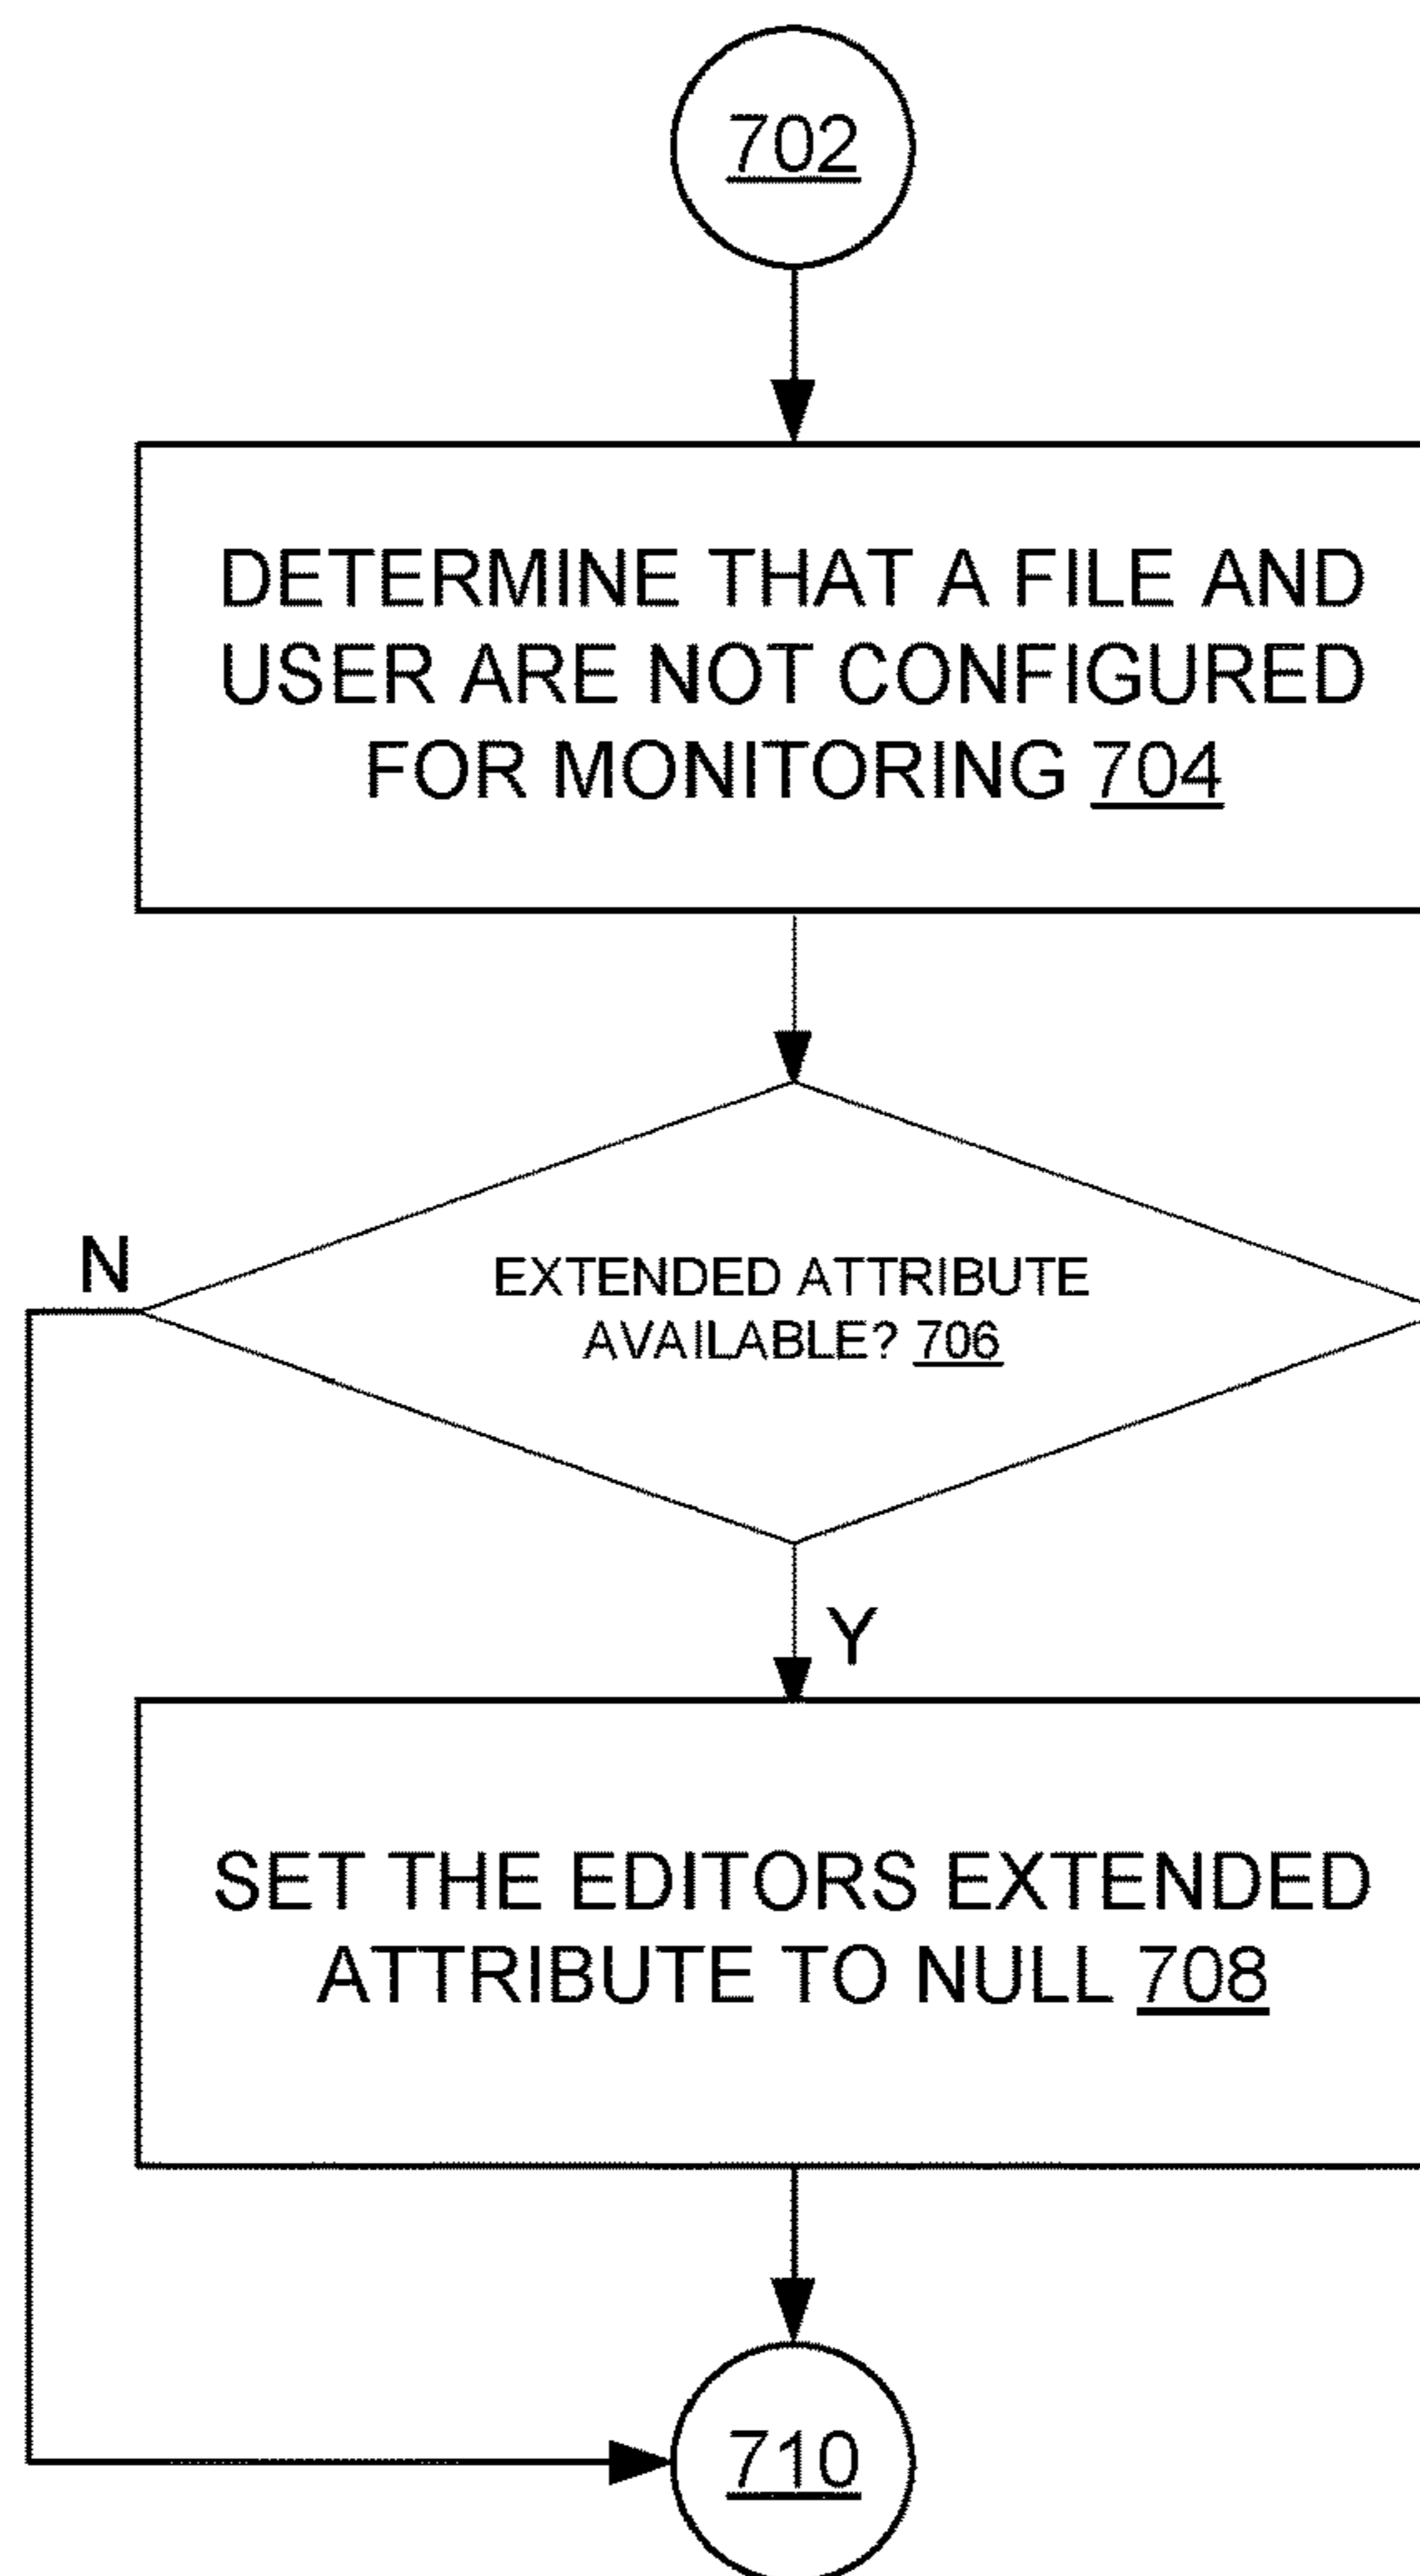 702
DETERMINE THAT A FILE AND
USER ARE NOT CONFIGURED
FOR MONITORING 704
N
EXTENDED ATTRIBUTE
AVAILABLE? 706
Y
SET THE EDITORS EXTENDED
ATTRIBUTE TO NULL 708
710